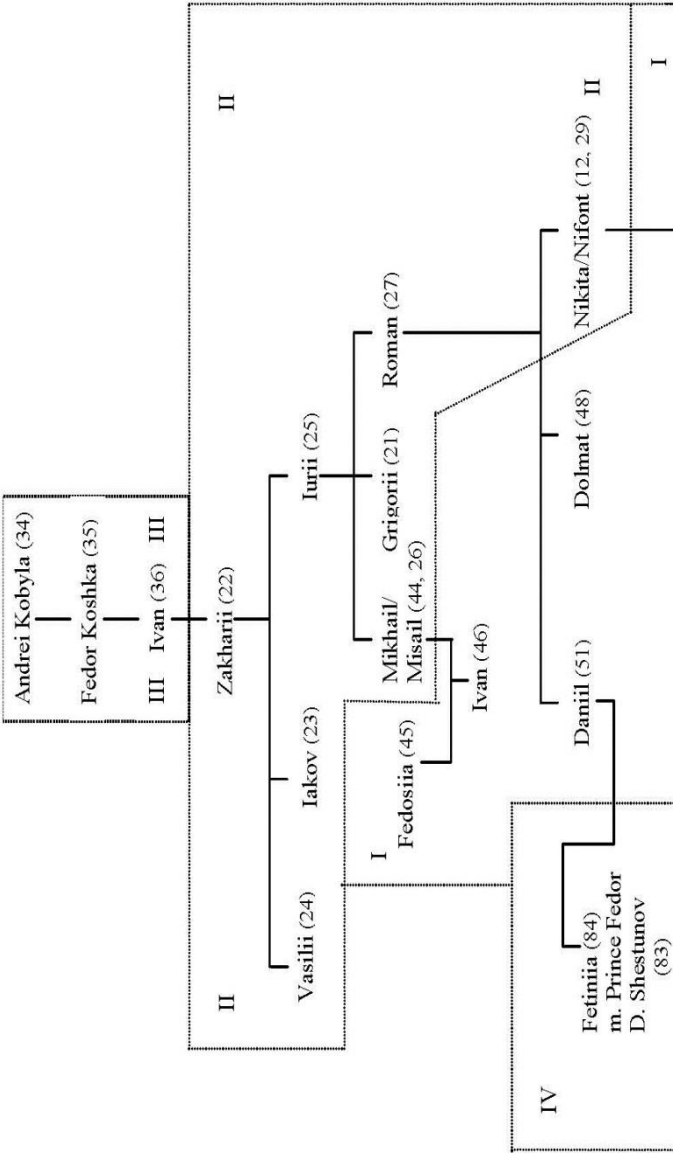 Andrei Kobyla (34)
Fedor Koshka (35)
III Ivan (36) III
II
Zakharii (22)
II
Vasilii (24)
Iakov (23)
Iurii (25)
I
Mikhail/
Misail (44, 26)
Grigorii (21)
Roman (27)
Fedosiia (45)
Ivan (46)
IV
Fetiniia (84)
m. Prince Fedor
D. Shestunov
(83)
Daniil (51)
Dolmat (48)
Nikita/Nifont (12, 29)
II
I